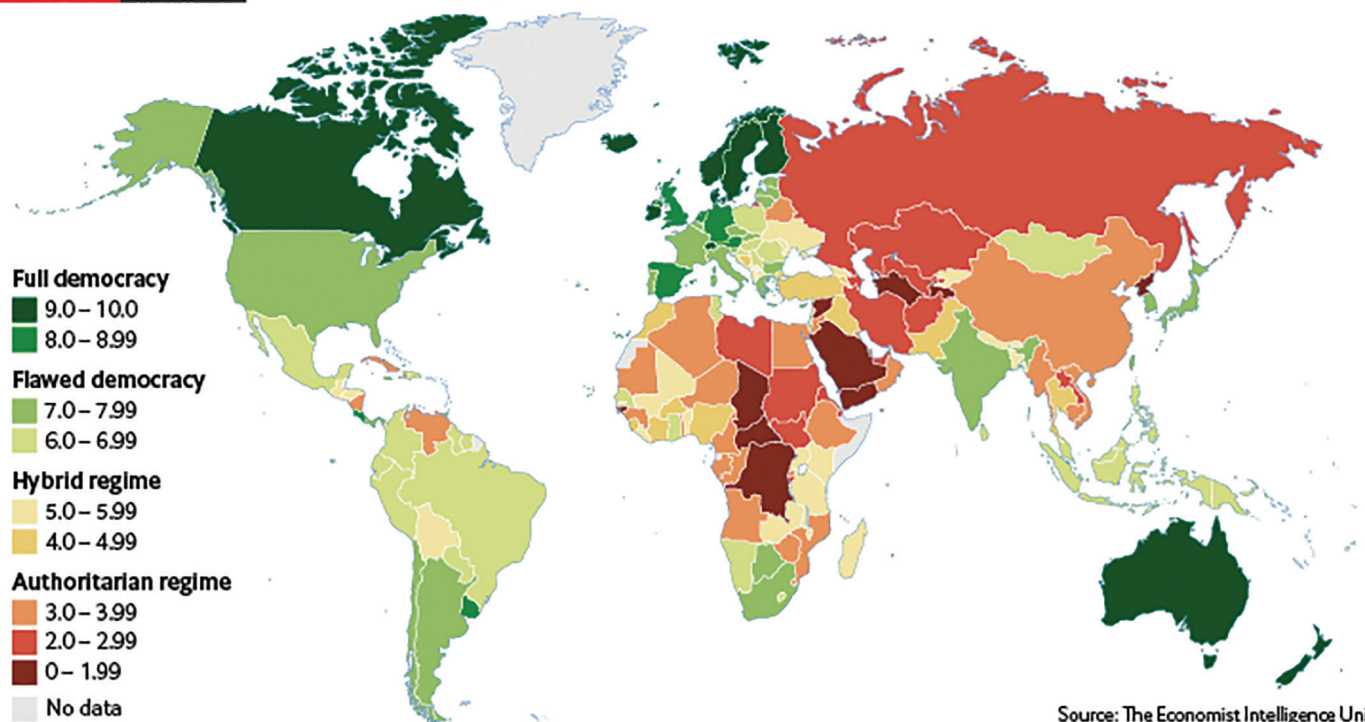 Full democracy
9.0 – 10.0
8.0 – 8.99
Flawed democracy
7.0 – 7.99
6.0 – 6.99
Hybrid regime
5.0 – 5.99
4.0 – 4.99
Authoritarian regime
3.0 – 3.99
2.0 – 2.99
0 – 1.99
No data
Source: The Economist Intelligence Uni